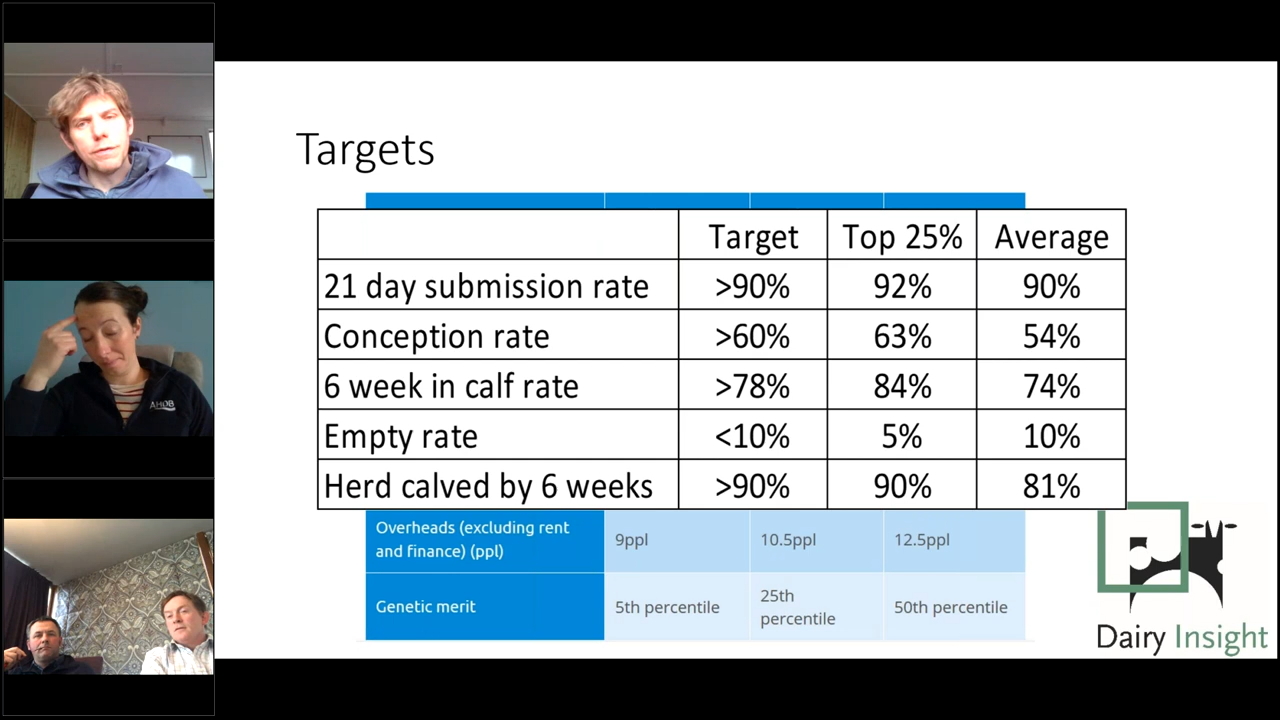 Targets
Target Top 25% Average
21 day submission rate >90% 92% 90%
Conception rate >60% 63% 54%
6 week in calf rate >78% 84% 74%
Empty rate <10% 5% 10%
Herd calved by 6 weeks >90% 90% 81%
Overheads (excluding rent
and finance) (ppl) 9ppl 10.5ppl 12.5ppl
Genetic merit 5th percentile 25th
percentile 50th percentile
Dairy Insight
AHDB